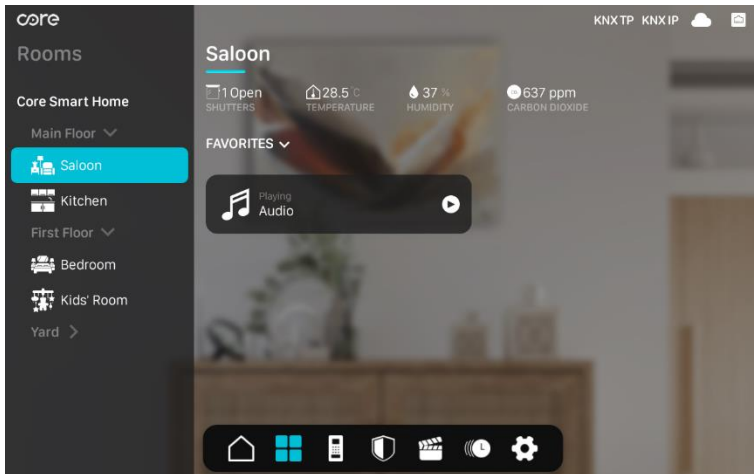 core
KNX TP KNX IP
Rooms
Core Smart Home
Main Floor
Saloon
Kitchen
First Floor
Bedroom
Kids' Room
Yard
Saloon
1 Open
SHUTTERS
28.5 °C
TEMPERATURE
37 %
HUMIDITY
637 ppm
CARBON DIOXIDE
FAVORITES
Playing
Audio